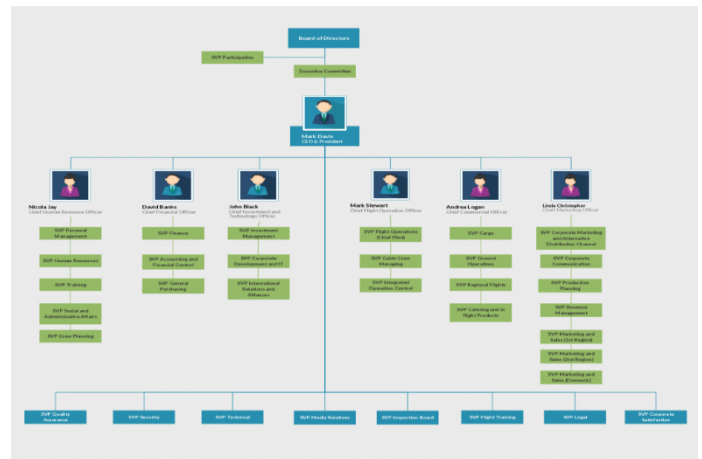 Board of Directors
SVP Participation
Executive Committee
Mark Davis
CEO & President
Nicola Jay
Chief Human Resource Officer
David Banks
Chief Financial Officer
John Black
Chief Investment and
Technology Officer
Mark Stewart
Chief Flight Operation Officer
Andrea Logan
Chief Commercial Officer
Linda Christopher
Chief Marketing Officer
SVP Personal
Management
SVP Human Resources
SVP Training
SVP Social and
Administrative Affairs
SVP Crew Planning
SVP Finance
SVP Accounting and
Financial Control
SVP General
Purchasing
SVP Investment
Management
SVP Corporate
Development and IT
SVP International
Solutions and
Alliances
SVP Flight Operations
(Chief Pilot)
SVP Cabin Crew
Managing
SVP Integrated
Operation Control
SVP Cargo
SVP Ground
Operations
SVP Regional Flights
SVP Catering and In
flight Products
SVP Corporate Marketing
and Alternative
Distribution Channel
SVP Corporate
Communication
SVP Production
Planning
SVP Revenue
Management
SVP Marketing and
Sales (1st Region)
SVP Marketing and
Sales (2nd Region)
SVP Marketing and
Sales (Domestic)
SVP Quality
Assurance
SVP Security
SVP Technical
SVP Media Relations
SVP Inspection Board
SVP Flight Training
SVP Legal
SVP Corporate
Satisfaction